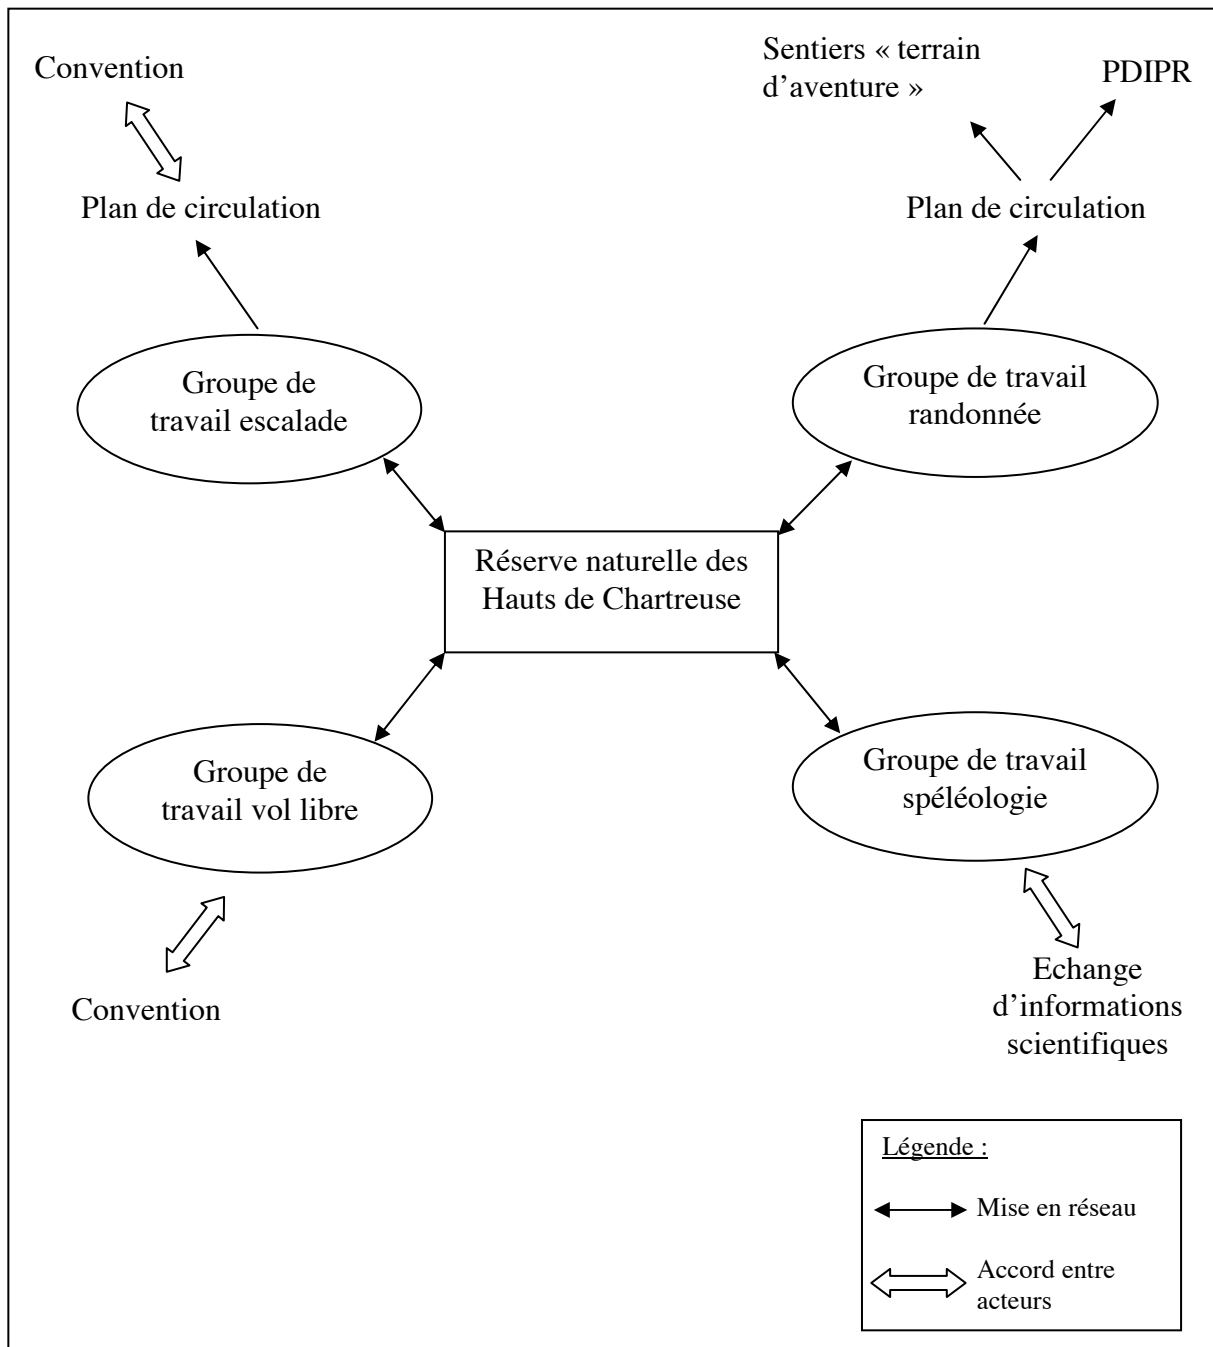 Convention
Sentiers « terrain
d’aventure »
PDIPR
Plan de circulation
Plan de circulation
Groupe de
travail escalade
Groupe de travail
randonnée
Réserve naturelle des
Hauts de Chartreuse
Groupe de
travail vol libre
Groupe de travail
spéléologie
Convention
Echange
d’informations
scientifiques
Légende :
Mise en réseau
Accord entre
acteurs